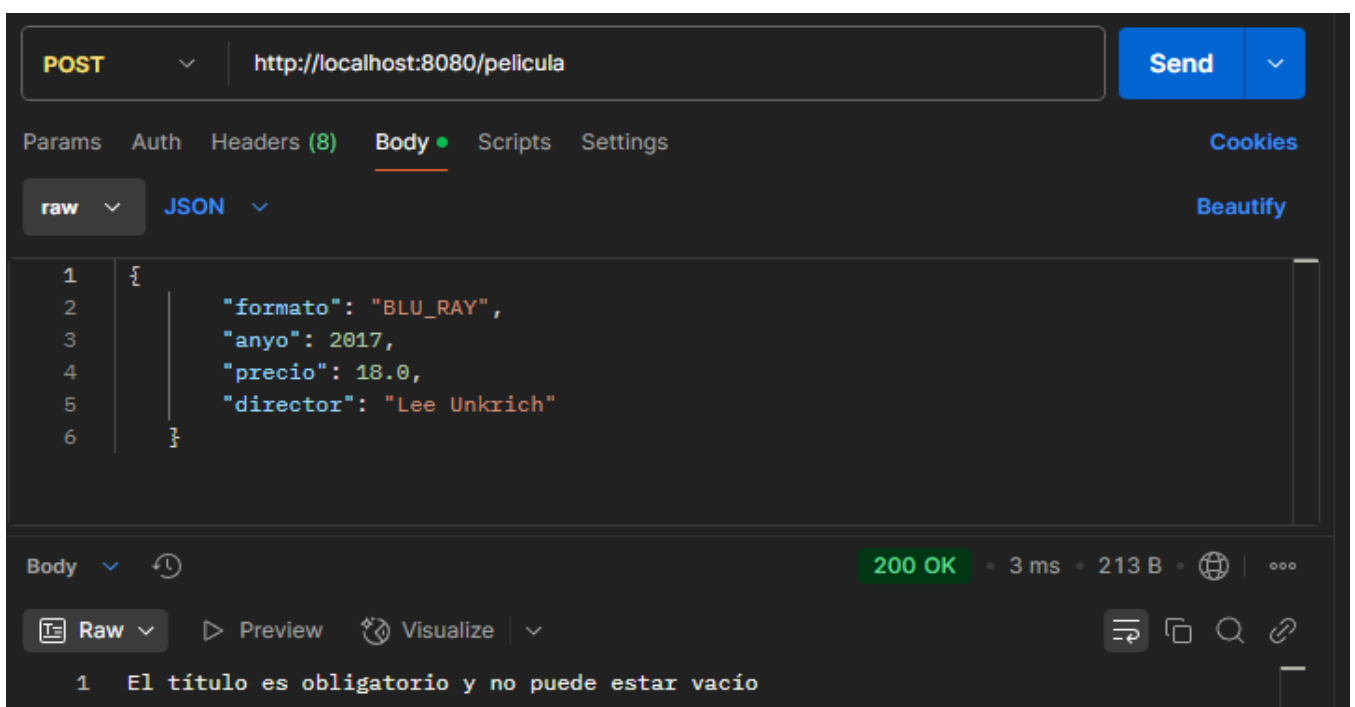 POST http://localhost:8080/pelicula Send
Params Auth Headers (8) Body Scripts Settings Cookies
raw JSON Beautify
1 {
2 "formato": "BLU_RAY",
3 "anyo": 2017,
4 "precio": 18.0,
5 "director": "Lee Unkrich"
6 }
Body 200 OK • 3 ms • 213 B
Raw Preview Visualize
1 El título es obligatorio y no puede estar vacío